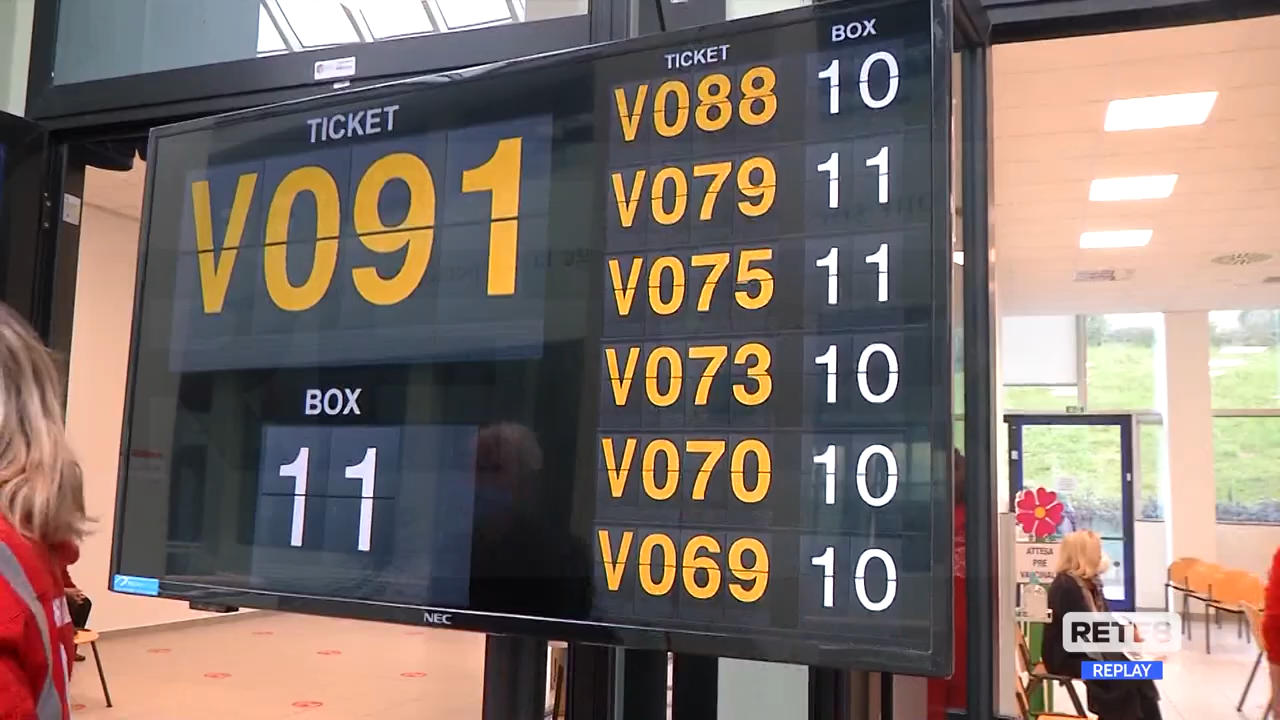 TICKET
V091
BOX
11
TICKET BOX
V088 10
V079 11
V075 11
V073 10
V070 10
V069 10
NEC
ATTESA
PRE
RETE8
REPLAY